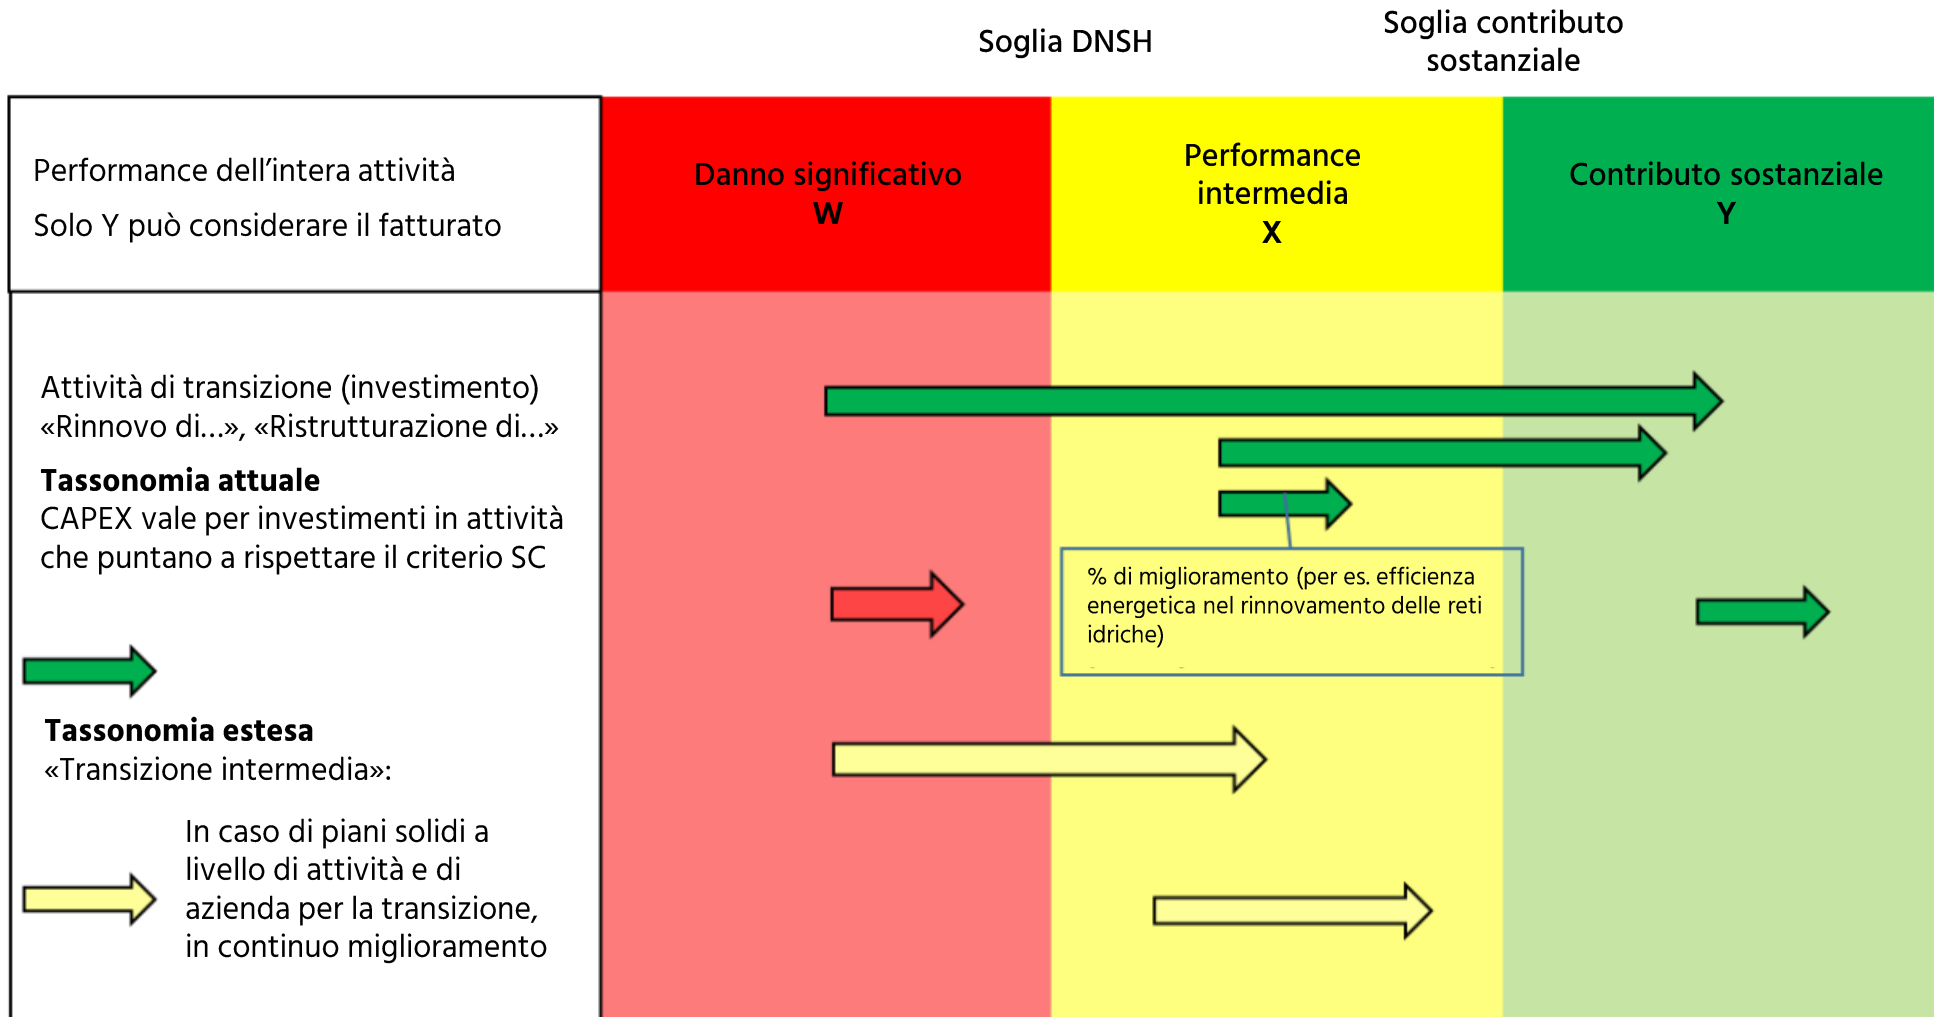 Soglia DNSH
Soglia contributo
sostanziale
Performance dell’intera attività
Solo Y può considerare il fatturato
Danno significativo
W
Performance
intermedia
X
Contributo sostanziale
Y
Attività di transizione (investimento)
«Rinnovo di...», «Ristrutturazione di...»
Tassonomia attuale
CAPEX vale per investimenti in attività
che puntano a rispettare il criterio SC
% di miglioramento (per es. efficienza
energetica nel rinnovamento delle reti
idriche)
Tassonomia estesa
«Transizione intermedia»:
In caso di piani solidi a
livello di attività e di
azienda per la transizione,
in continuo miglioramento